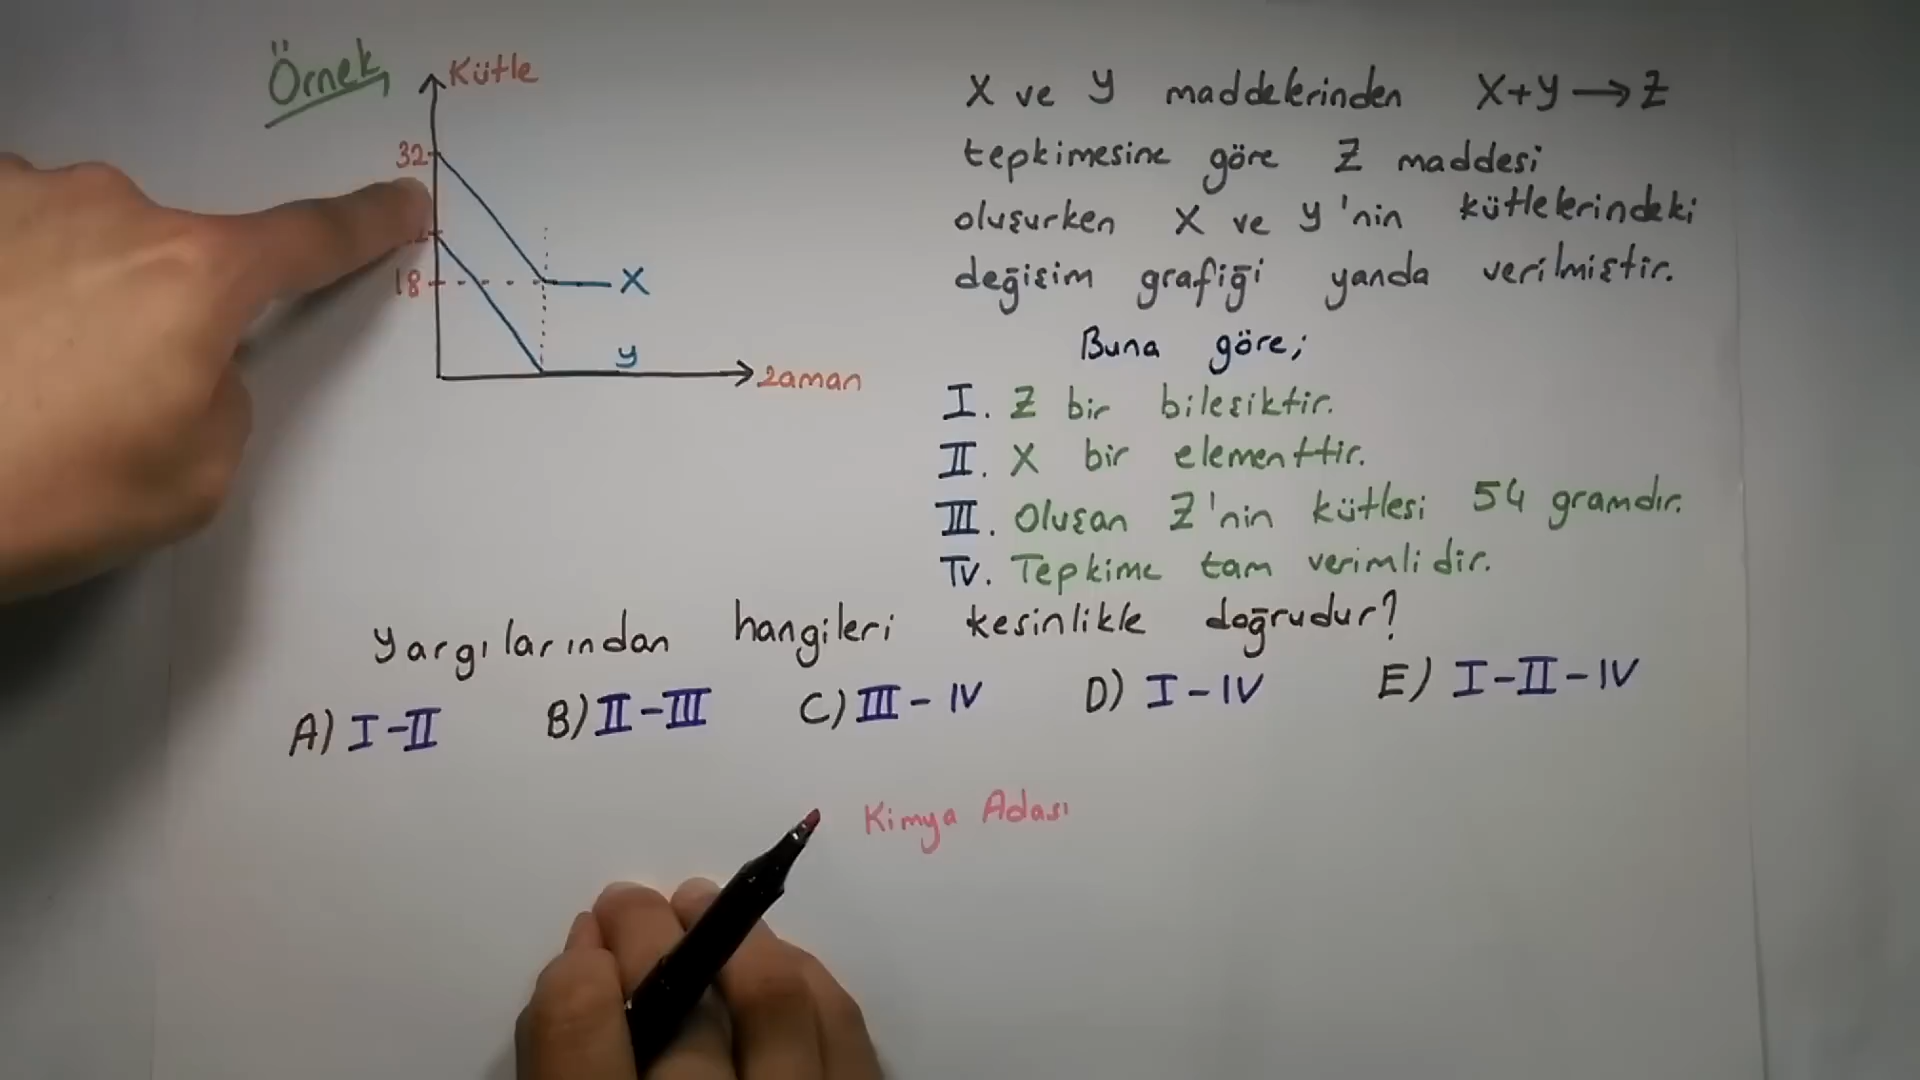 Örnek
Kütle
32
18
X
y
Zaman
X ve y maddelerinden X+y→Z
tepkimesine göre Z maddesi
oluşurken X ve y'nin kütlelerindeki
değişim grafiği yanda verilmiştir.
Buna göre;
I. Z bir bileşiktir.
II. X bir elementtir.
III. Oluşan Z'nin kütlesi 54 gramdır.
IV. Tepkime tam verimlidir.
yargılarından hangileri kesinlikle doğrudur?
A) I-II B) II-III C) III-IV D) I-IV E) I-II-IV
Kimya Adası